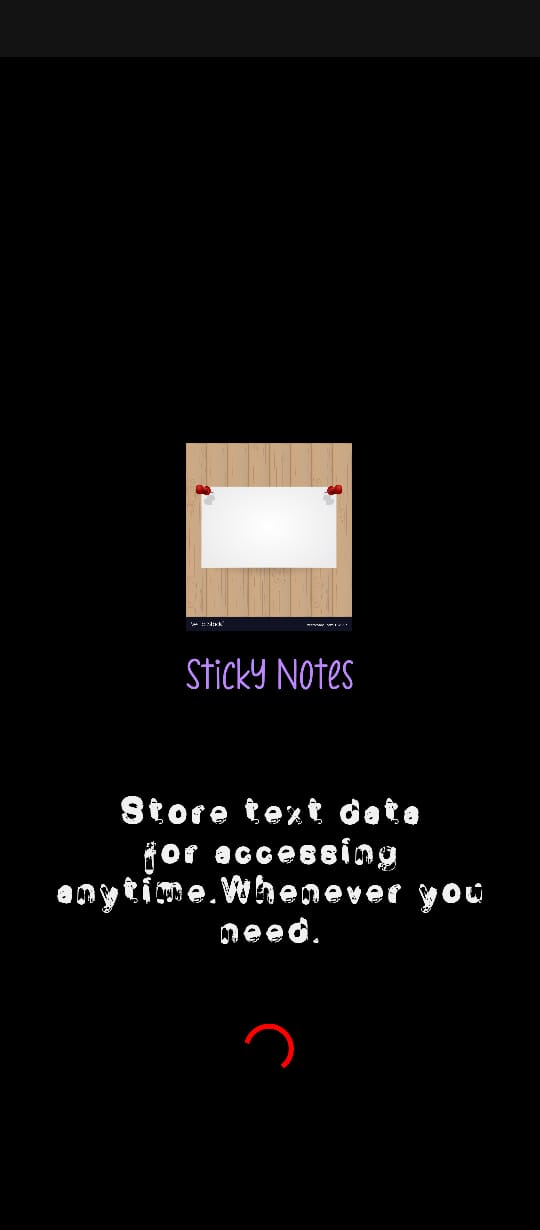 Sticky Notes
Store text data
for accessing
anytime.Whenever you
need.